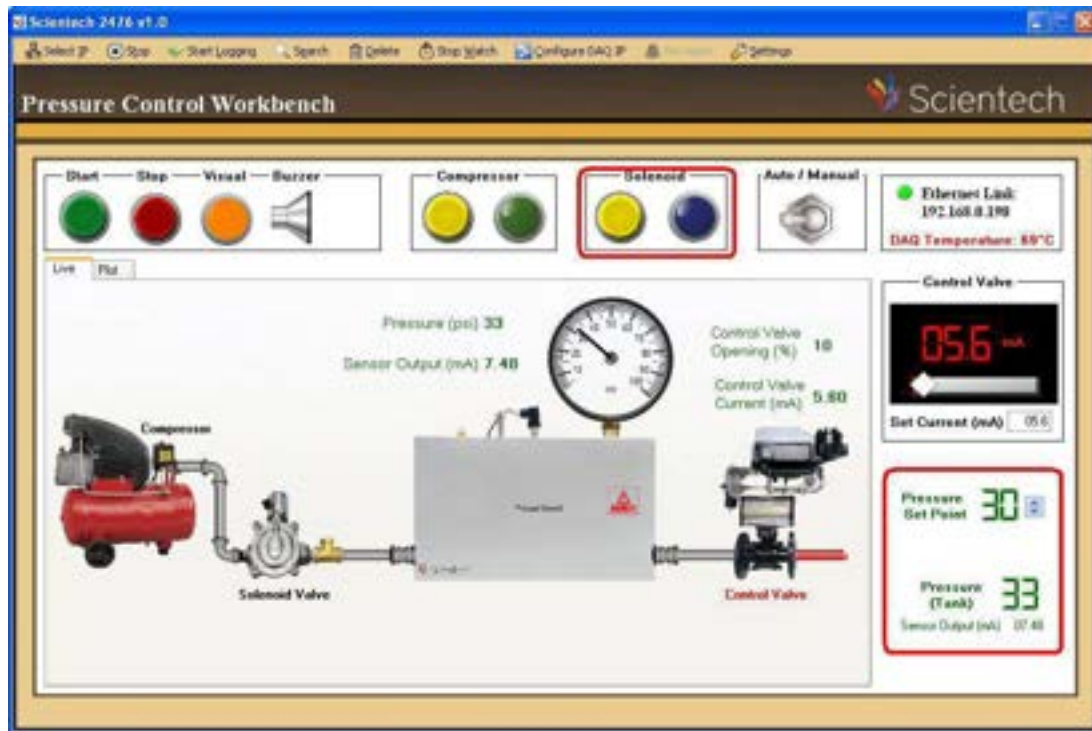 Scientech 2476 v1.0
Select IP Stop Start Logging Search Delete Stop Watch Configure DAQ IP Settings
Pressure Control Workbench
Scientech
Start Stop Visual Buzzer
Compressor
Solenoid
Auto / Manual
Ethernet Link:
192.168.0.198
DAQ Temperature:
Live Plot
Pressure (psi) 33
Sensor Output (mA) 7.48
Control Valve
Opening (%) 10
Control Valve
Current (mA) 5.60
Control Valve
05.6 mA
Set Current (mA) 05.6
Compressor
Solenoid Valve
Control Valve
Pressure
Set Point 30
Pressure
(Tank) 33
Sensor Output (mA) 07.48